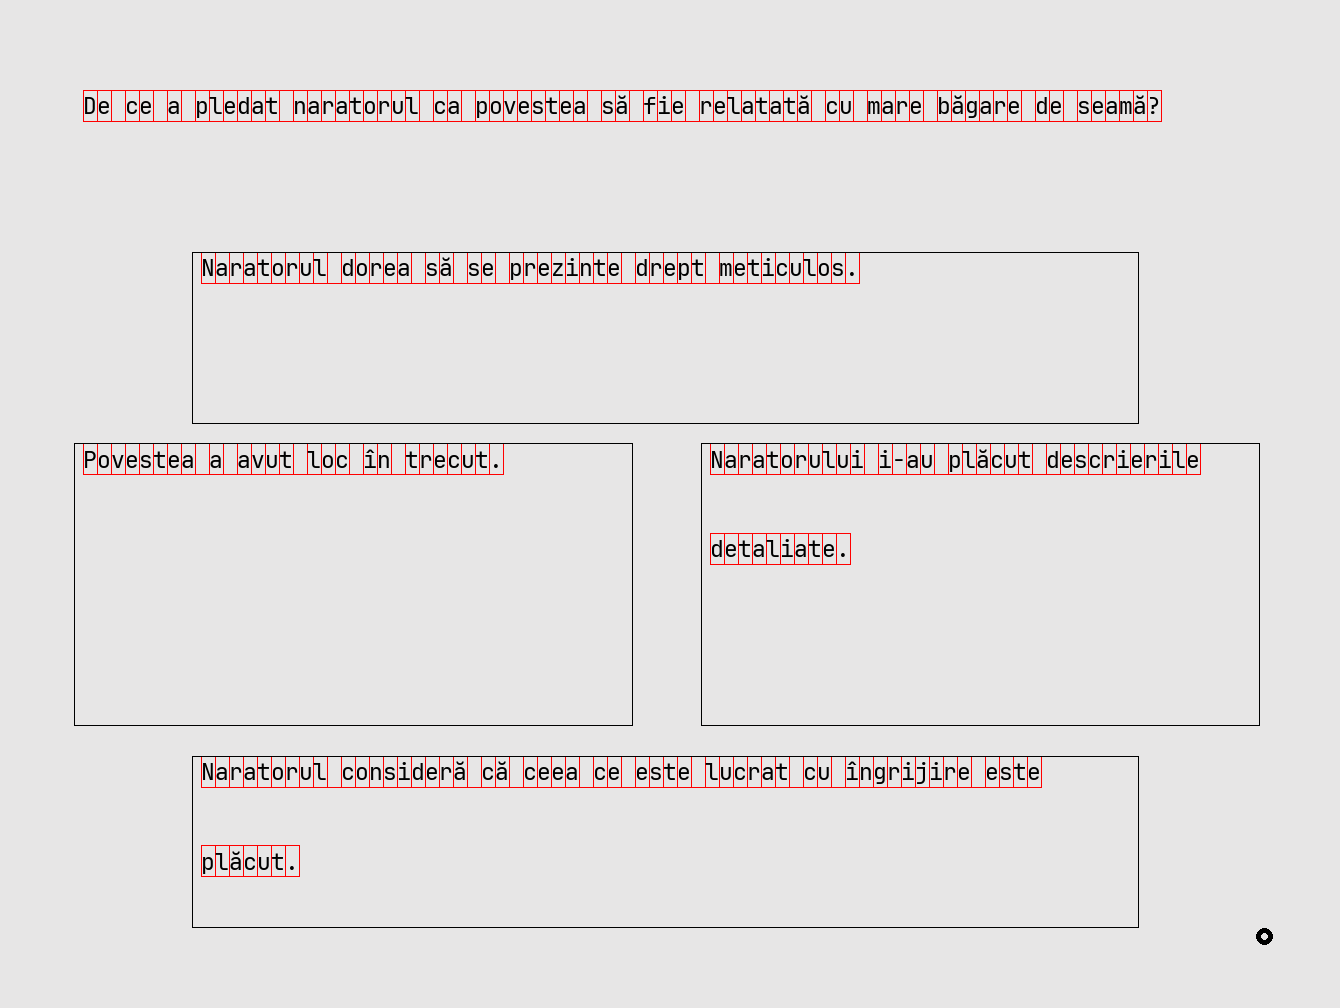 De ce a pledat naratorul ca povestea să fie relatată cu mare băgare de seamă?
Naratorul dorea să se prezinte drept meticulos.
Povestea a avut loc în trecut.
Naratorului i-au plăcut descrierile
detaliate.
Naratorul consideră că ceea ce este lucrat cu îngrijire este
plăcut.